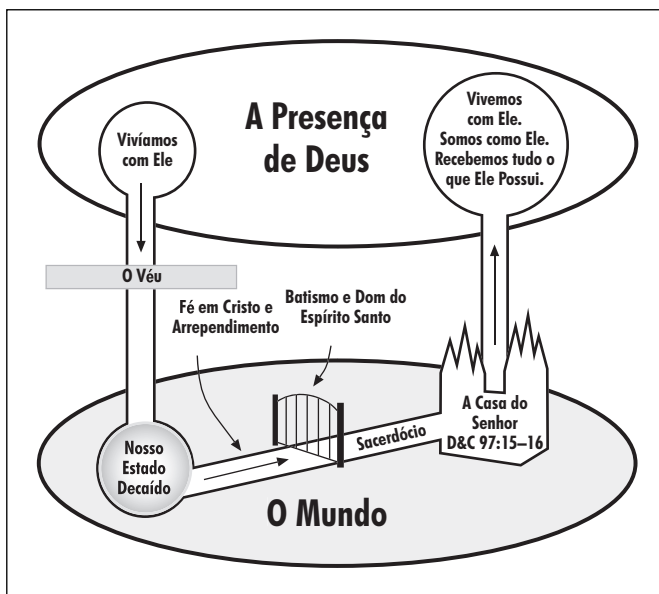 A Presença
de Deus
Vivíamos
com Ele
Vivemos
com Ele.
Somos como Ele.
Recebemos tudo o
que Ele Possui.
O Véu
Fé em Cristo e
Arrependimento
Batismo e Dom do
Espírito Santo
Nosso
Estado
Decaído
Sacerdócio
A Casa do
Senhor
D&C 97:15–16
O Mundo